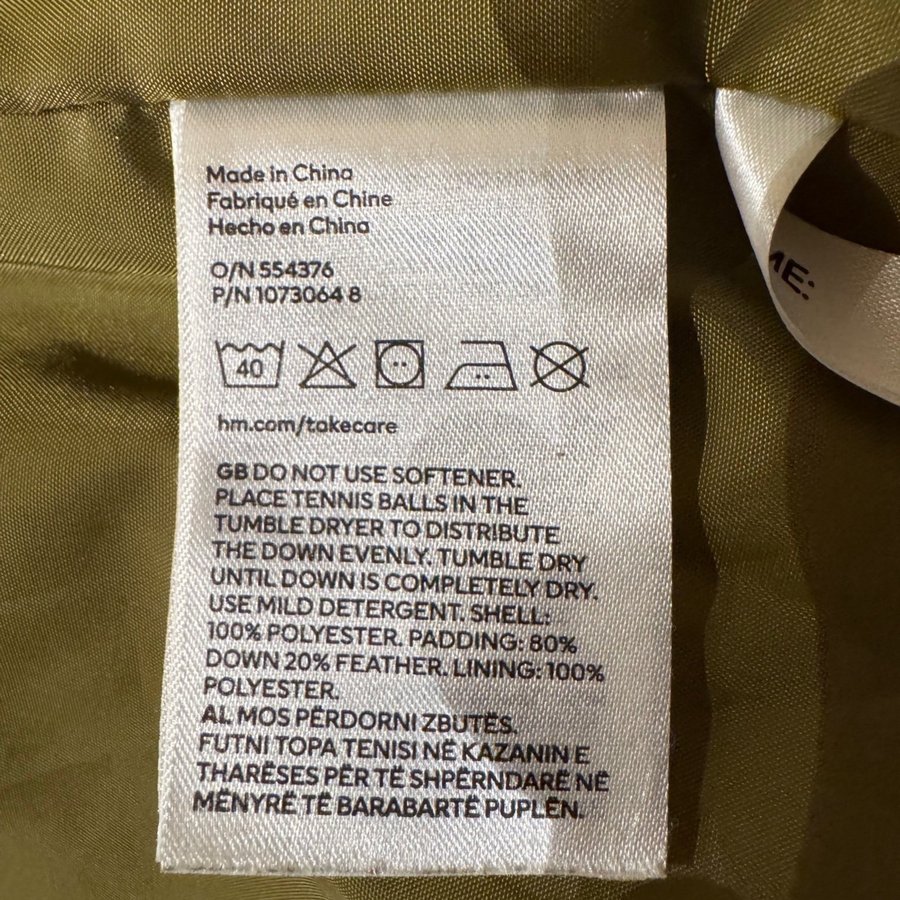 Made in China
Fabriqué en Chine
Hecho en China
O/N 554376
P/N 1073064 8
40
hm.com/takecare
GB DO NOT USE SOFTENER.
PLACE TENNIS BALLS IN THE
TUMBLE DRYER TO DISTRIBUTE
THE DOWN EVENLY. TUMBLE DRY
UNTIL DOWN IS COMPLETELY DRY.
USE MILD DETERGENT. SHELL:
100% POLYESTER. PADDING: 80%
DOWN 20% FEATHER. LINING: 100%
POLYESTER.
AL MOS PËRDORNI ZBUTËS.
FUTNI TOPA TENISI NË KAZANIN E
THARËSES PËR TË SHPËRNDARË NË
MËNYRË TË BARABARTË PUPLËN.